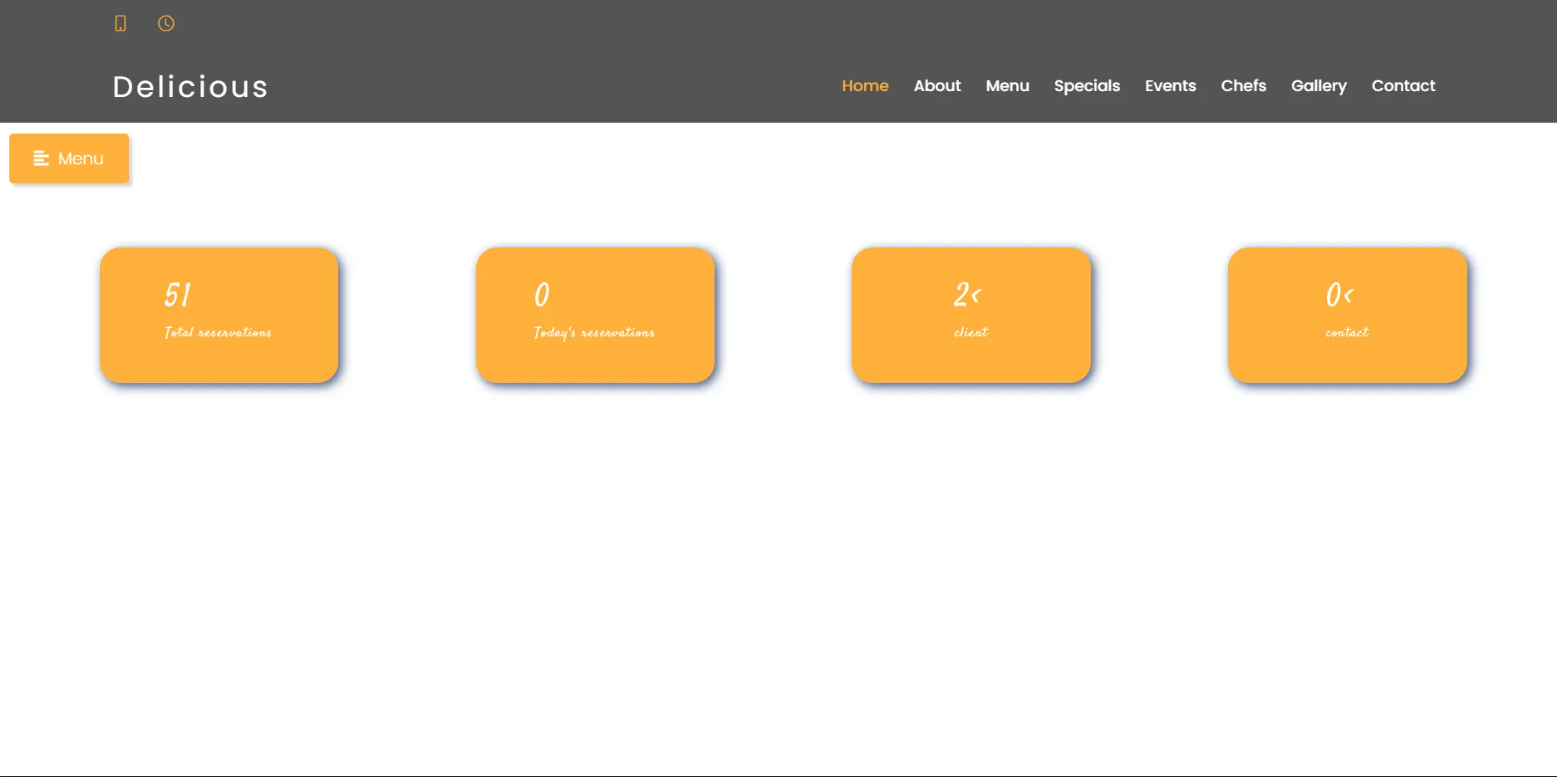 Delicious
Home About Menu Specials Events Chefs Gallery Contact
Menu
51
Total reservations
0
Today's reservations
2<
client
0<
contact